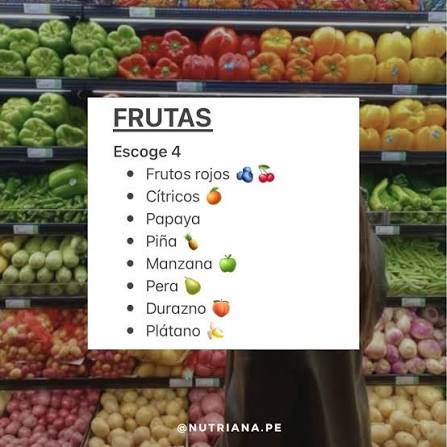 FRUTAS
Escoge 4
Frutos rojos 🫐🍒
Cítricos 🍊
Papaya
Piña 🍍
Manzana 🍏
Pera 🍐
Durazno 🍑
Plátano 🍌
@NUTRIANA.PE